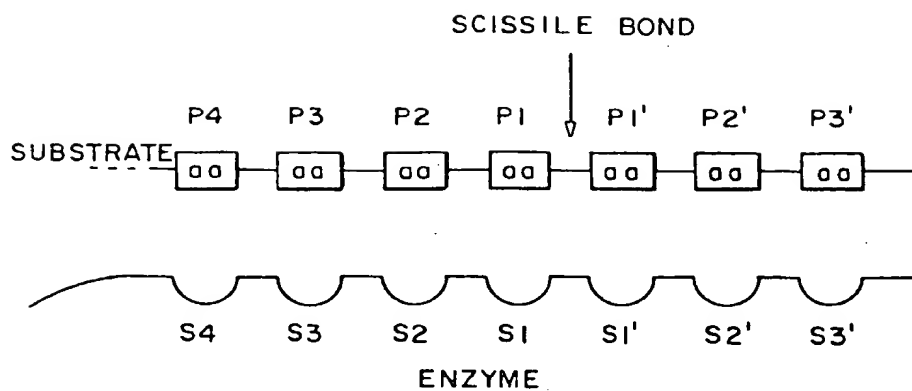 SCISSILE BOND
P4 P3 P2 P1 P1' P2' P3'
SUBSTRATE
aa aa aa aa aa aa aa
S4 S3 S2 S1 S1' S2' S3'
ENZYME